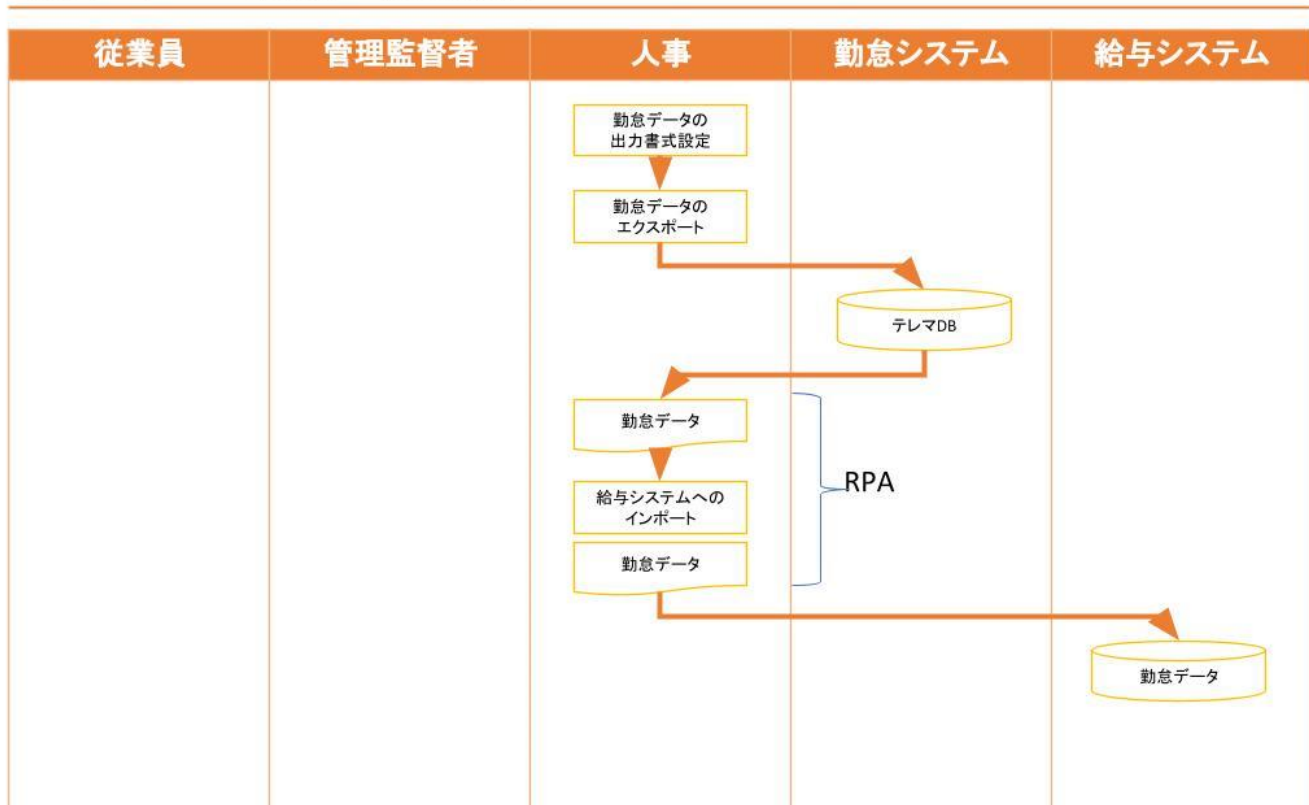 従業員
管理監督者
人事
勤怠システム
給与システム
勤怠データの
出力書式設定
勤怠データの
エクスポート
テレマDB
勤怠データ
RPA
給与システムへの
インポート
勤怠データ
勤怠データ